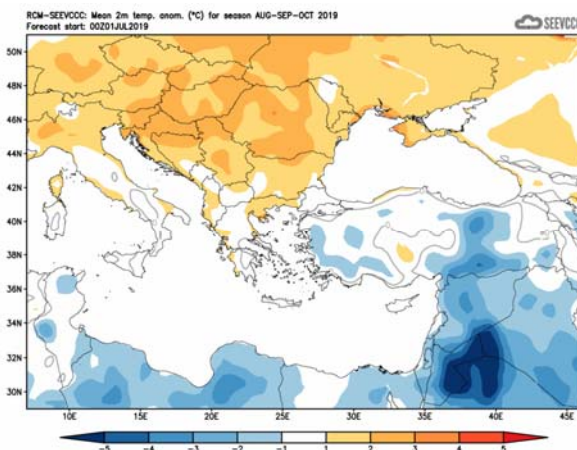 RCM-SEEVCCC: Mean 2m temp. anom. (°C) for season AUG-SEP-OCT 2019
Forecast start: 00Z01JUL2019
SEEVCCC
50N
48N
46N
44N
42N
40N
38N
36N
34N
32N
30N
10E 15E 20E 25E 30E 35E 40E 45E
-5 -4 -3 -2 -1 1 2 3 4 5